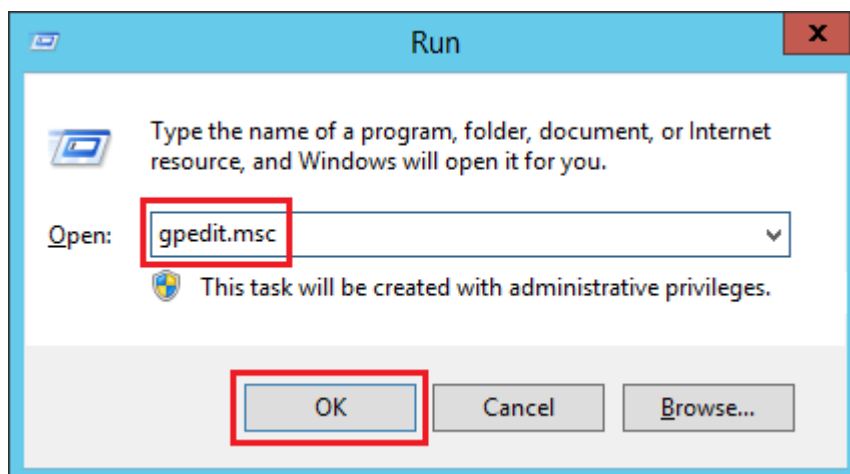 Run
x
Type the name of a program, folder, document, or Internet
resource, and Windows will open it for you.
Open: gpedit.msc
This task will be created with administrative privileges.
OK Cancel Browse...